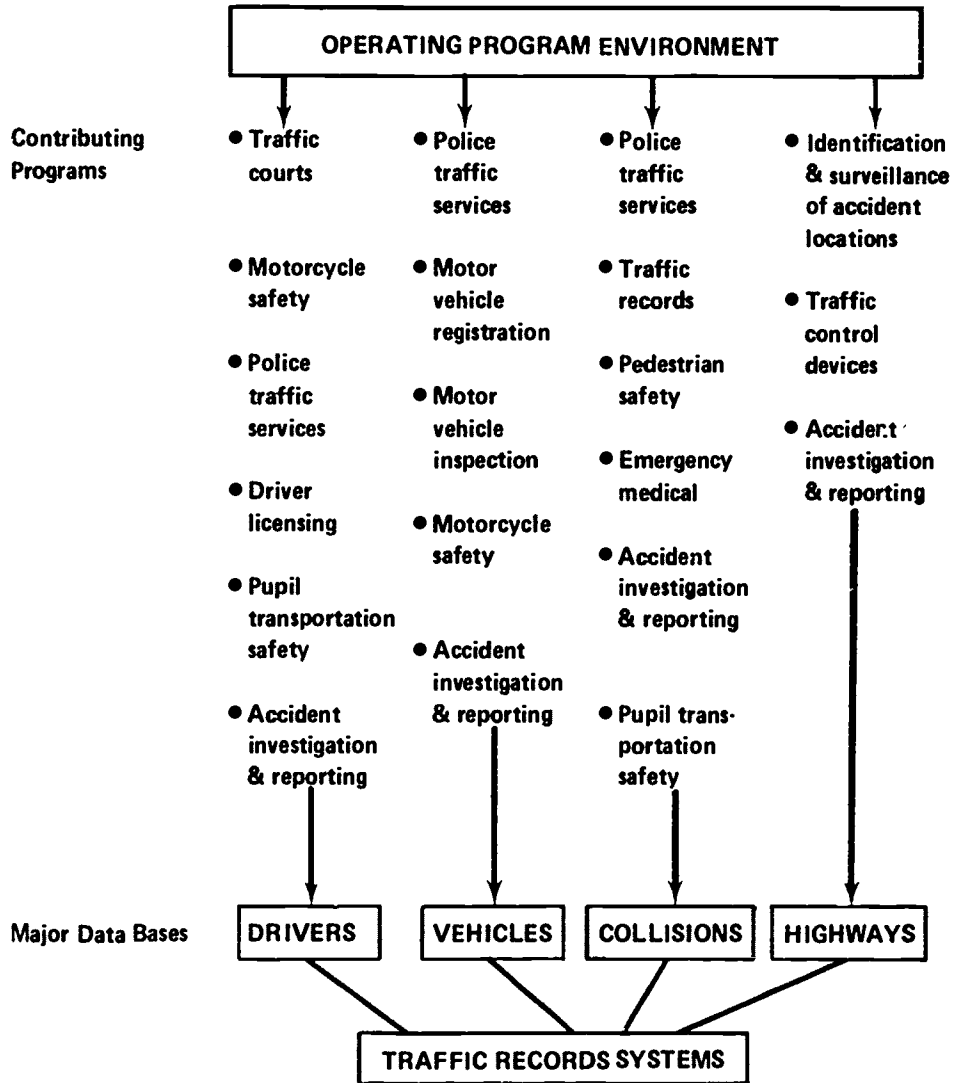 OPERATING PROGRAM ENVIRONMENT
Contributing
Programs
● Traffic
courts
● Motorcycle
safety
● Police
traffic
services
● Driver
licensing
● Pupil
transportation
safety
● Accident
investigation
& reporting
● Police
traffic
services
● Motor
vehicle
registration
● Motor
vehicle
inspection
● Motorcycle
safety
● Accident
investigation
& reporting
● Police
traffic
services
● Traffic
records
● Pedestrian
safety
● Emergency
medical
● Accident
investigation
& reporting
● Pupil trans-
portation
safety
● Identification
& surveillance
of accident
locations
● Traffic
control
devices
● Accident
investigation
& reporting
Major Data Bases
DRIVERS
VEHICLES
COLLISIONS
HIGHWAYS
TRAFFIC RECORDS SYSTEMS